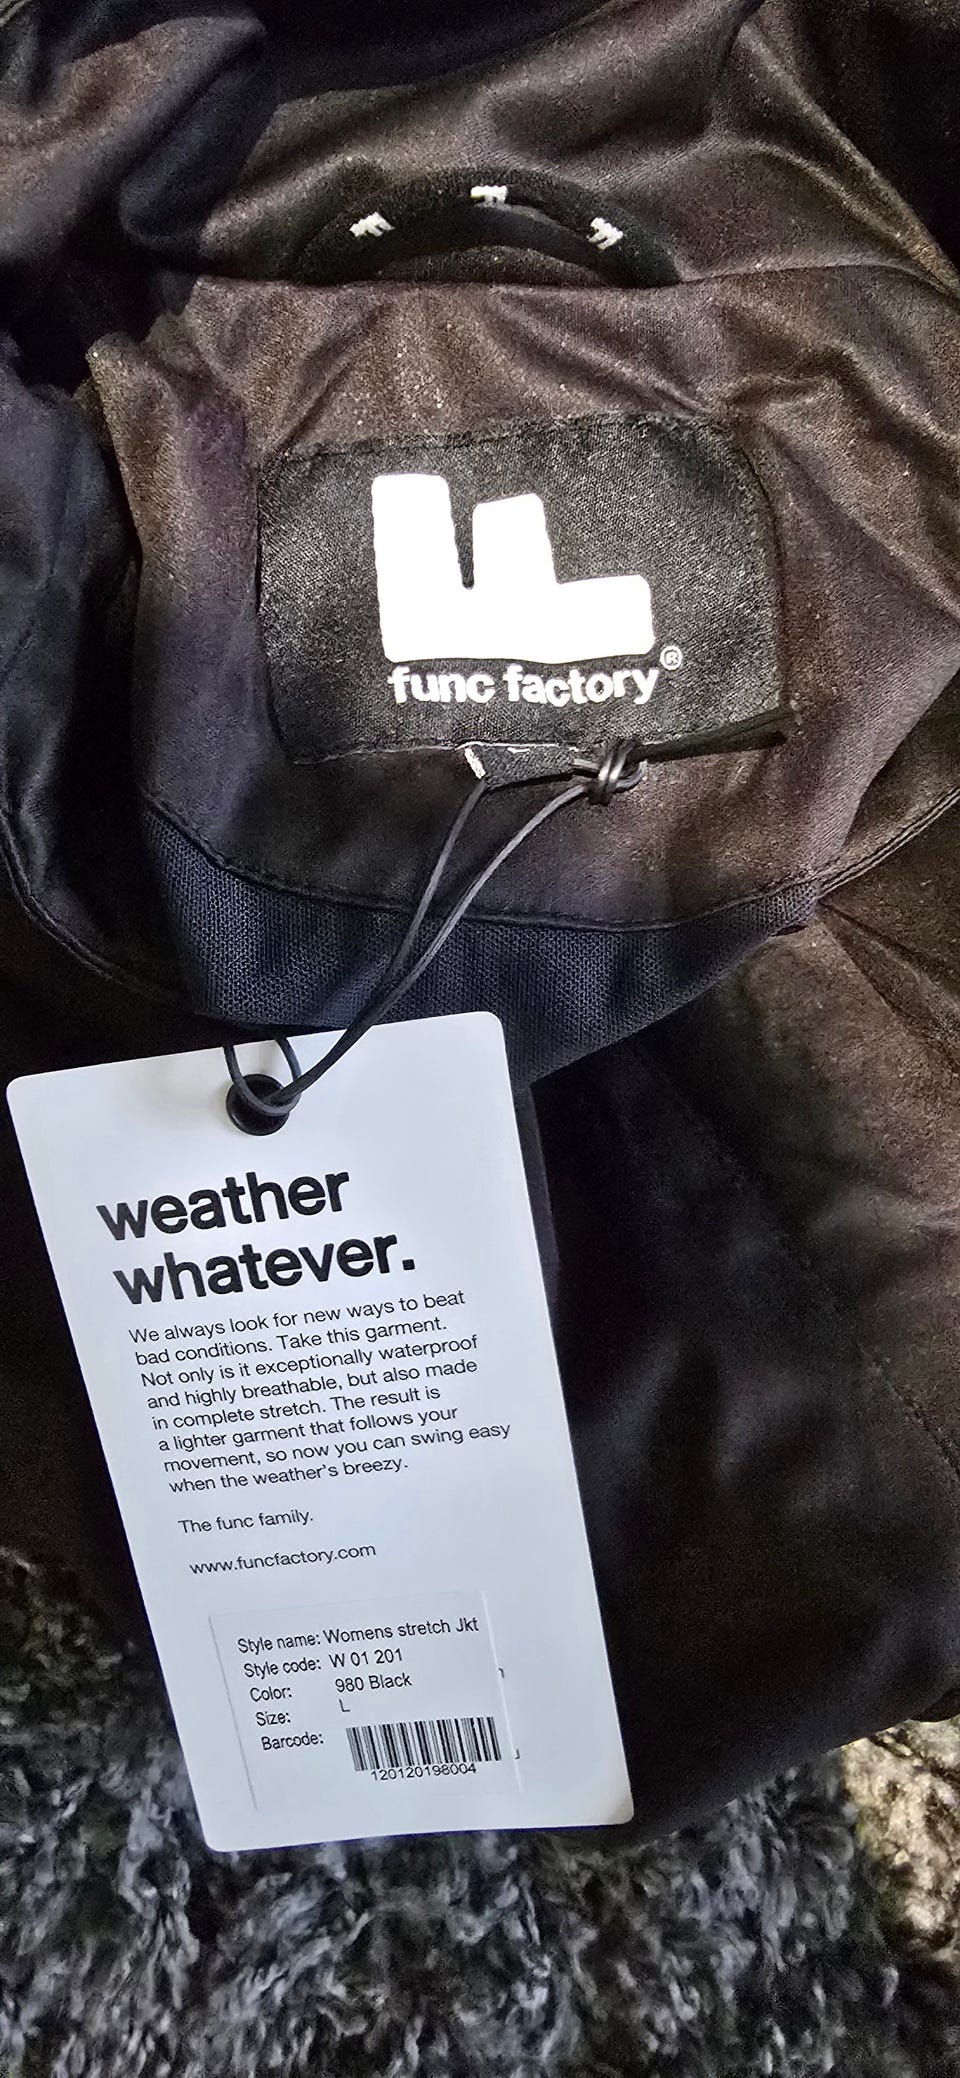 func factory®
weather
whatever.
We always look for new ways to beat
bad conditions. Take this garment.
Not only is it exceptionally waterproof
and highly breathable, but also made
in complete stretch. The result is
a lighter garment that follows your
movement, so now you can swing easy
when the weather's breezy.
The func family.
www.funcfactory.com
Style name: Womens stretch Jkt
Style code: W 01 201
Color: 980 Black
Size: L
Barcode:
120120198004